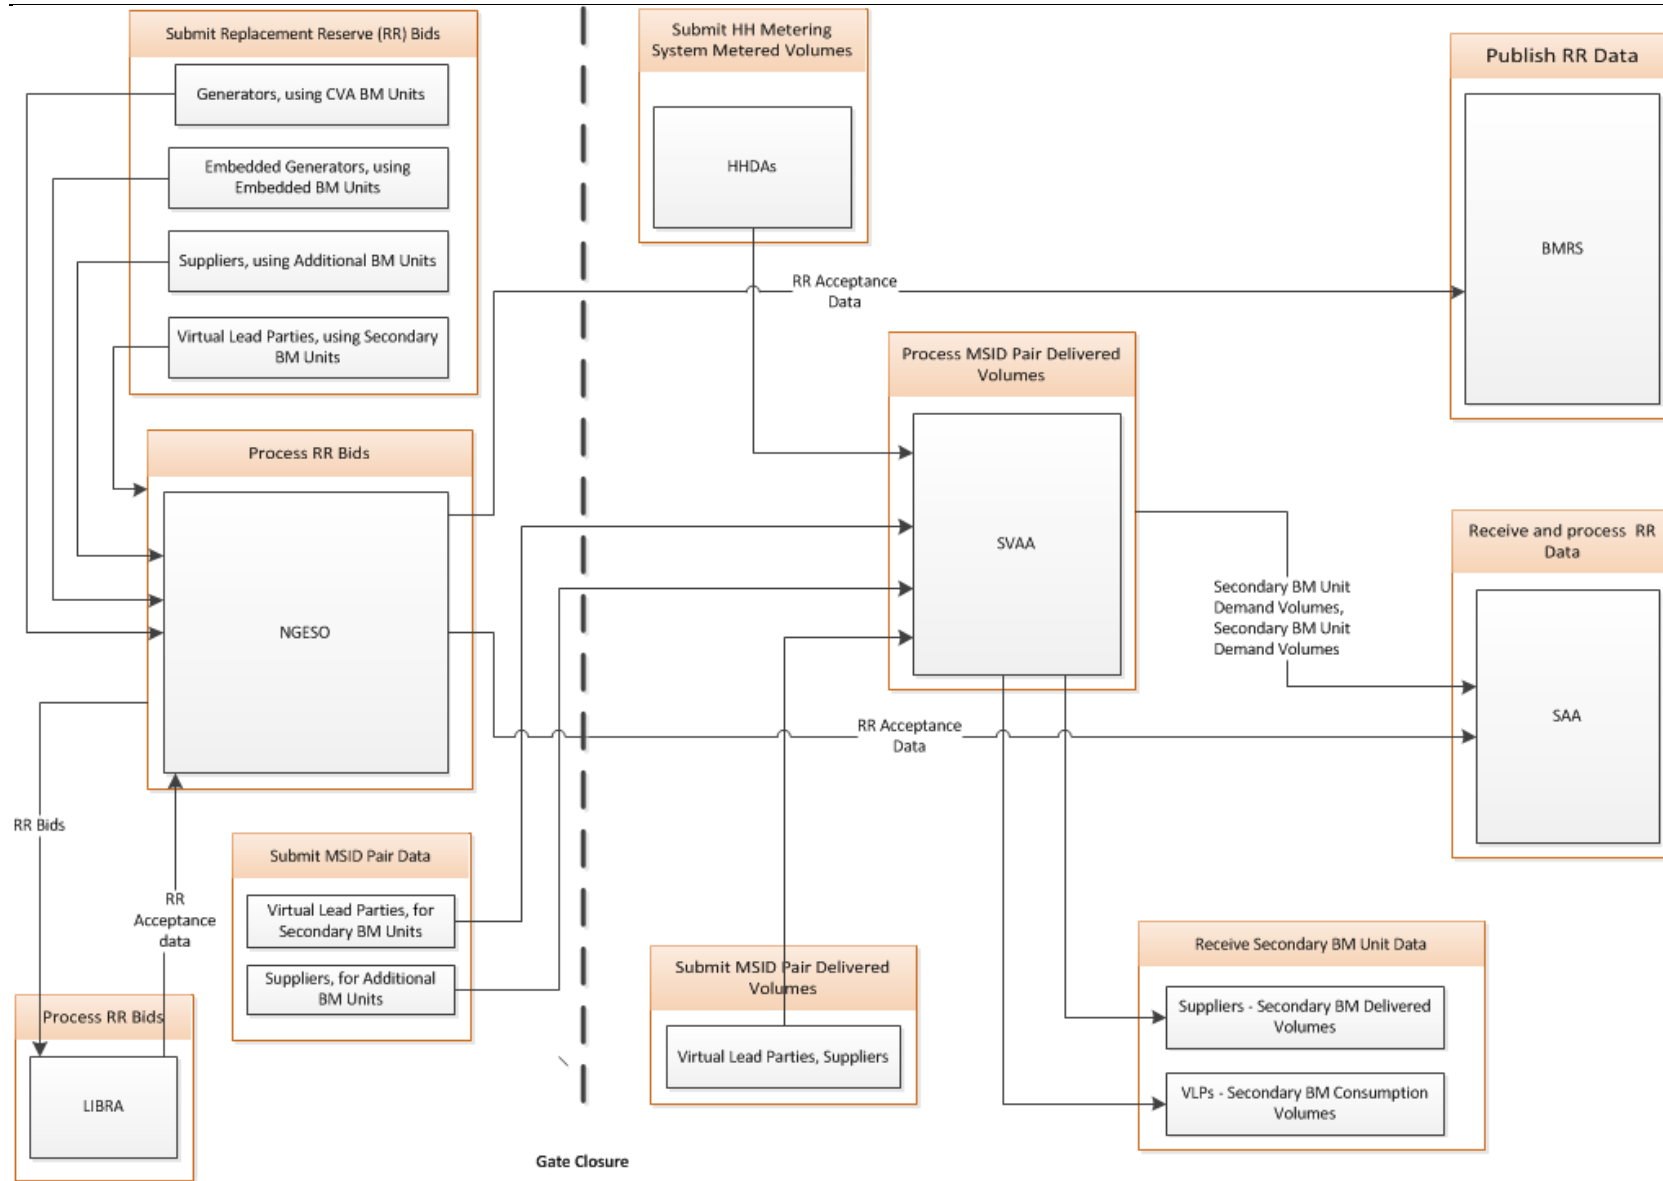 Submit Replacement Reserve (RR) Bids
Generators, using CVA BM Units
Embedded Generators, using
Embedded BM Units
Suppliers, using Additional BM Units
Virtual Lead Parties, using Secondary
BM Units
Process RR Bids
NGESO
RR Bids
RR
Acceptance
data
Process RR Bids
LIBRA
Submit MSID Pair Data
Virtual Lead Parties, for
Secondary BM Units
Suppliers, for Additional
BM Units
Gate Closure
Submit HH Metering
System Metered Volumes
HHDAs
RR Acceptance
Data
Process MSID Pair Delivered
Volumes
SVAA
RR Acceptance
Data
Submit MSID Pair Delivered
Volumes
Virtual Lead Parties, Suppliers
Publish RR Data
BMRS
Secondary BM Unit
Demand Volumes,
Secondary BM Unit
Demand Volumes
Receive and process RR
Data
SAA
Receive Secondary BM Unit Data
Suppliers - Secondary BM Delivered
Volumes
VLPs - Secondary BM Consumption
Volumes